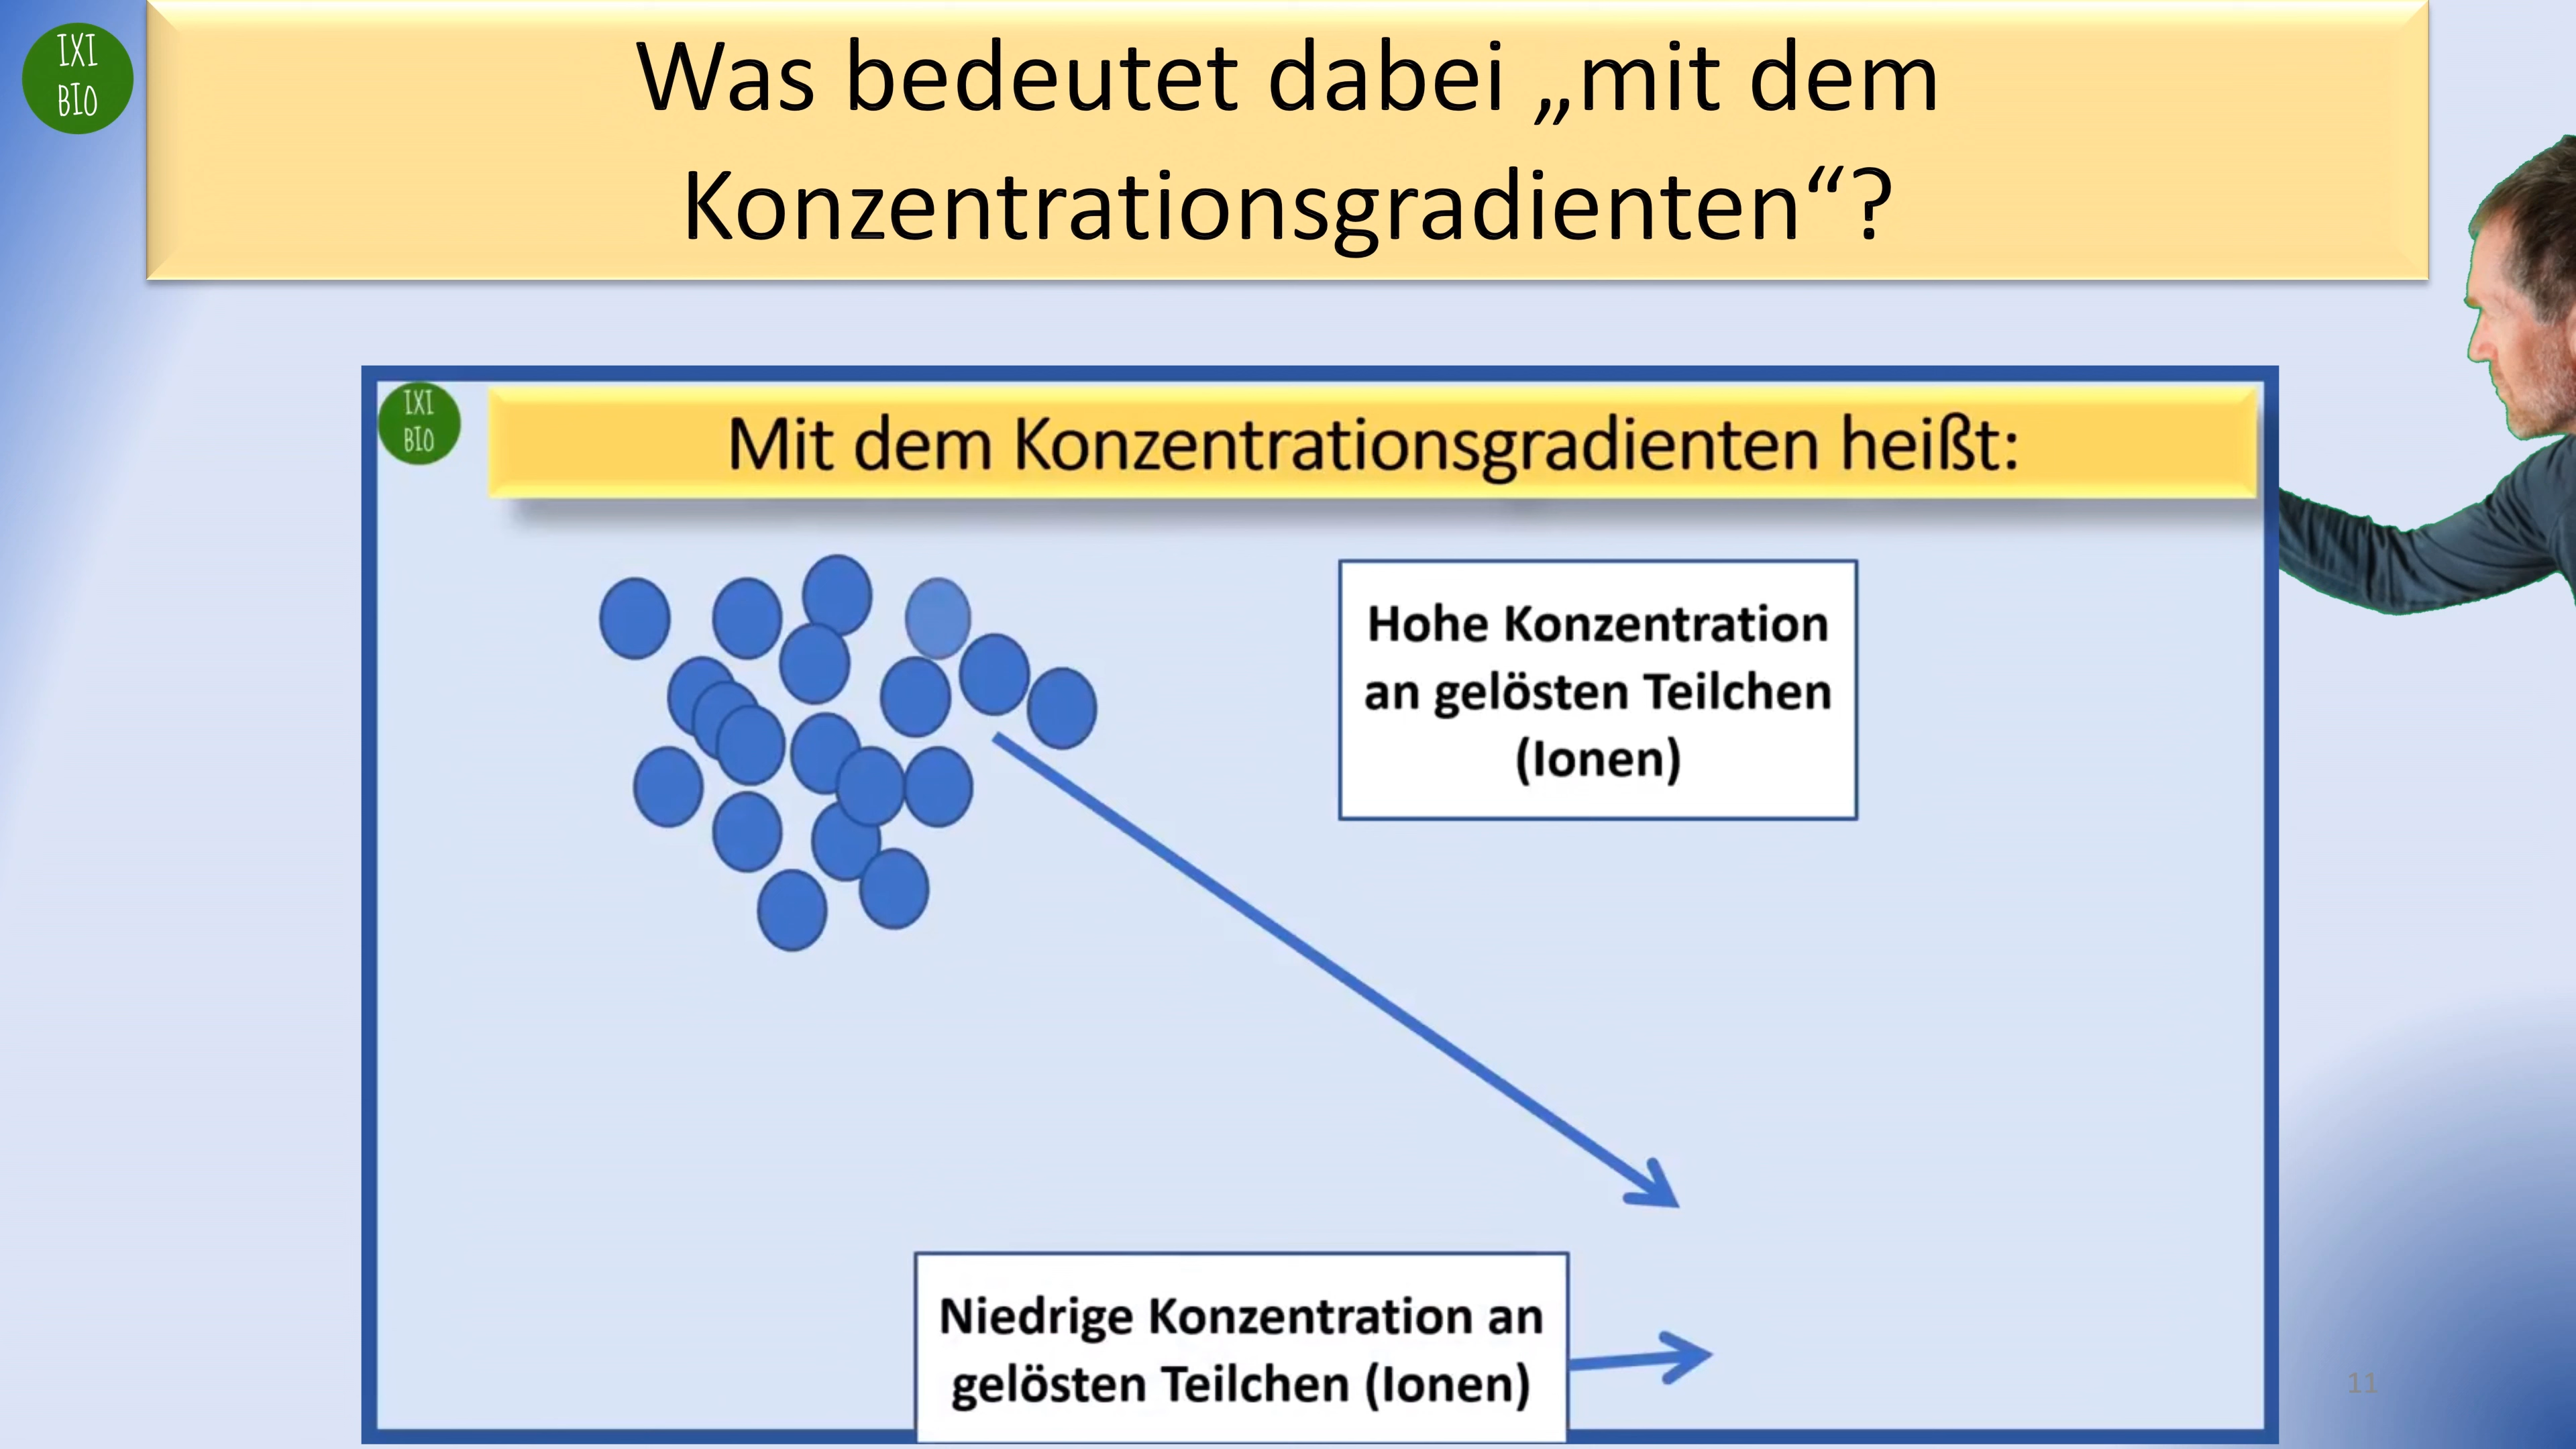 IXI
BIO
Was bedeutet dabei „mit dem
Konzentrationsgradienten“?
IXI
BIO
Mit dem Konzentrationsgradienten heißt:
Hohe Konzentration
an gelösten Teilchen
(Ionen)
Niedrige Konzentration an
gelösten Teilchen (Ionen)
11